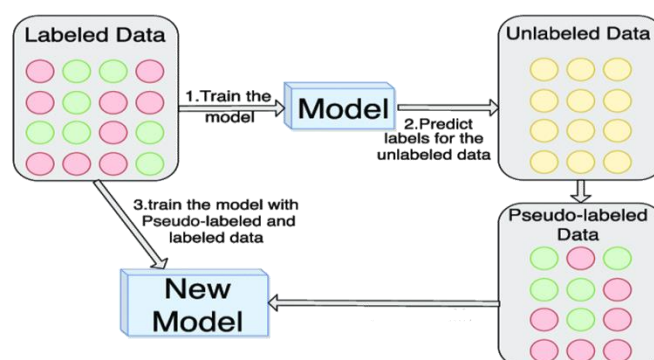 Labeled Data
1.Train the
model
Model
2.Predict
labels for the
unlabeled data
Unlabeled Data
3.train the model with
Pseudo-labeled and
labeled data
Pseudo-labeled
Data
New
Model